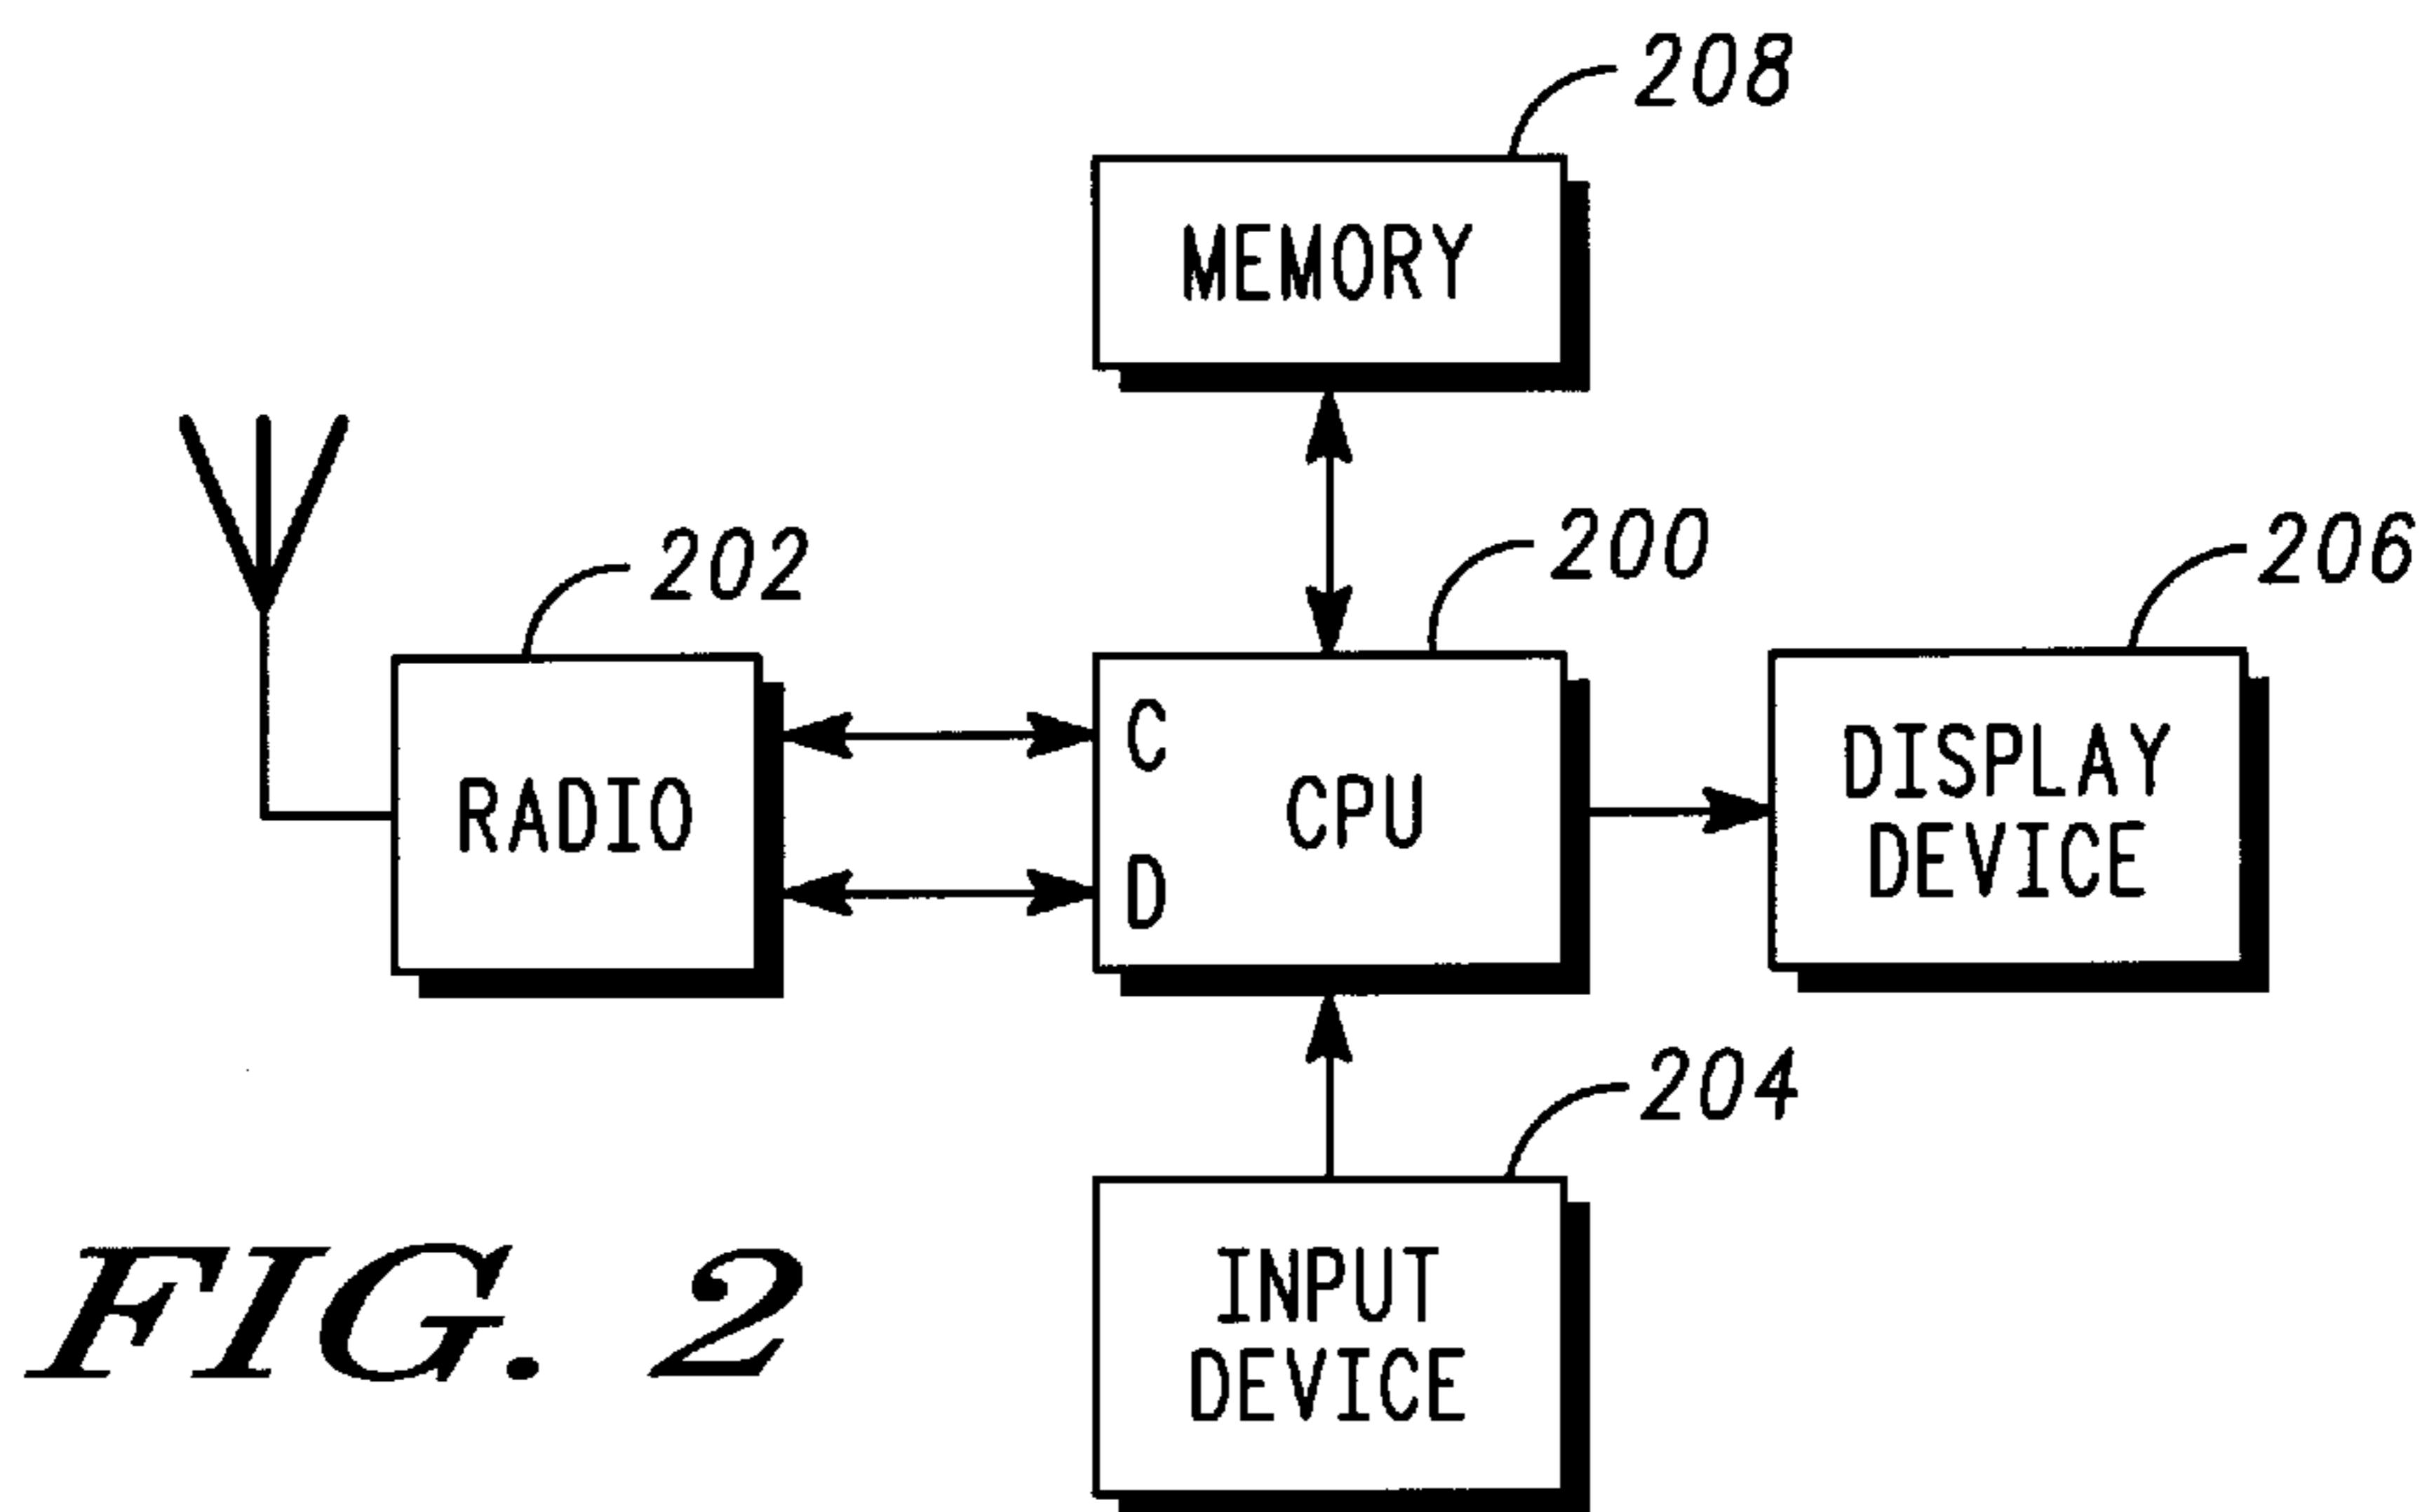 208
MEMORY
200
206
202
C
DISPLAY
RADIO
CPU
DEVICE
D
204
INPUT
DEVICE
FIG. 2